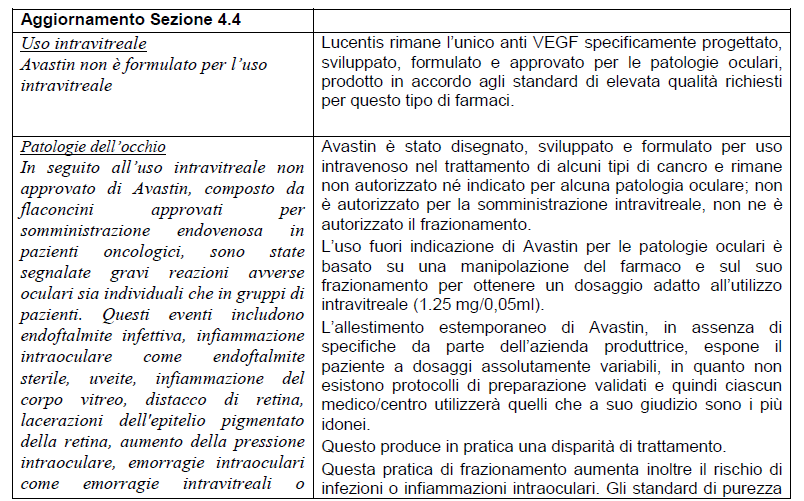 Aggiornamento Sezione 4.4
Uso intravitreale
Avastin non è formulato per l'uso
intravitreale
Lucentis rimane l'unico anti VEGF specificamente progettato,
sviluppato, formulato e approvato per le patologie oculari,
prodotto in accordo agli standard di elevata qualità richiesti
per questo tipo di farmaci.
Patologie dell'occhio
In seguito all'uso intravitreale non
approvato di Avastin, composto da
flaconcini approvati per
somministrazione endovenosa in
pazienti oncologici, sono state
segnalate gravi reazioni avverse
oculari sia individuali che in gruppi di
pazienti. Questi eventi includono
endoftalmite infettiva, infiammazione
intraoculare come endoftalmite
sterile, uveite, infiammazione del
corpo vitreo, distacco di retina,
lacerazioni dell'epitelio pigmentato
della retina, aumento della pressione
intraoculare, emorragie intraoculari
come emorragie intravitreali o
Avastin è stato disegnato, sviluppato e formulato per uso
intravenoso nel trattamento di alcuni tipi di cancro e rimane
non autorizzato né indicato per alcuna patologia oculare; non
è autorizzato per la somministrazione intravitreale, non ne è
autorizzato il frazionamento.
L'uso fuori indicazione di Avastin per le patologie oculari è
basato su una manipolazione del farmaco e sul suo
frazionamento per ottenere un dosaggio adatto all'utilizzo
intravitreale (1.25 mg/0,05ml).
L'allestimento estemporaneo di Avastin, in assenza di
specifiche da parte dell'azienda produttrice, espone il
paziente a dosaggi assolutamente variabili, in quanto non
esistono protocolli di preparazione validati e quindi ciascun
medico/centro utilizzerà quelli che a suo giudizio sono i più
idonei.
Questo produce in pratica una disparità di trattamento.
Questa pratica di frazionamento aumenta inoltre il rischio di
infezioni o infiammazioni intraoculari. Gli standard di purezza